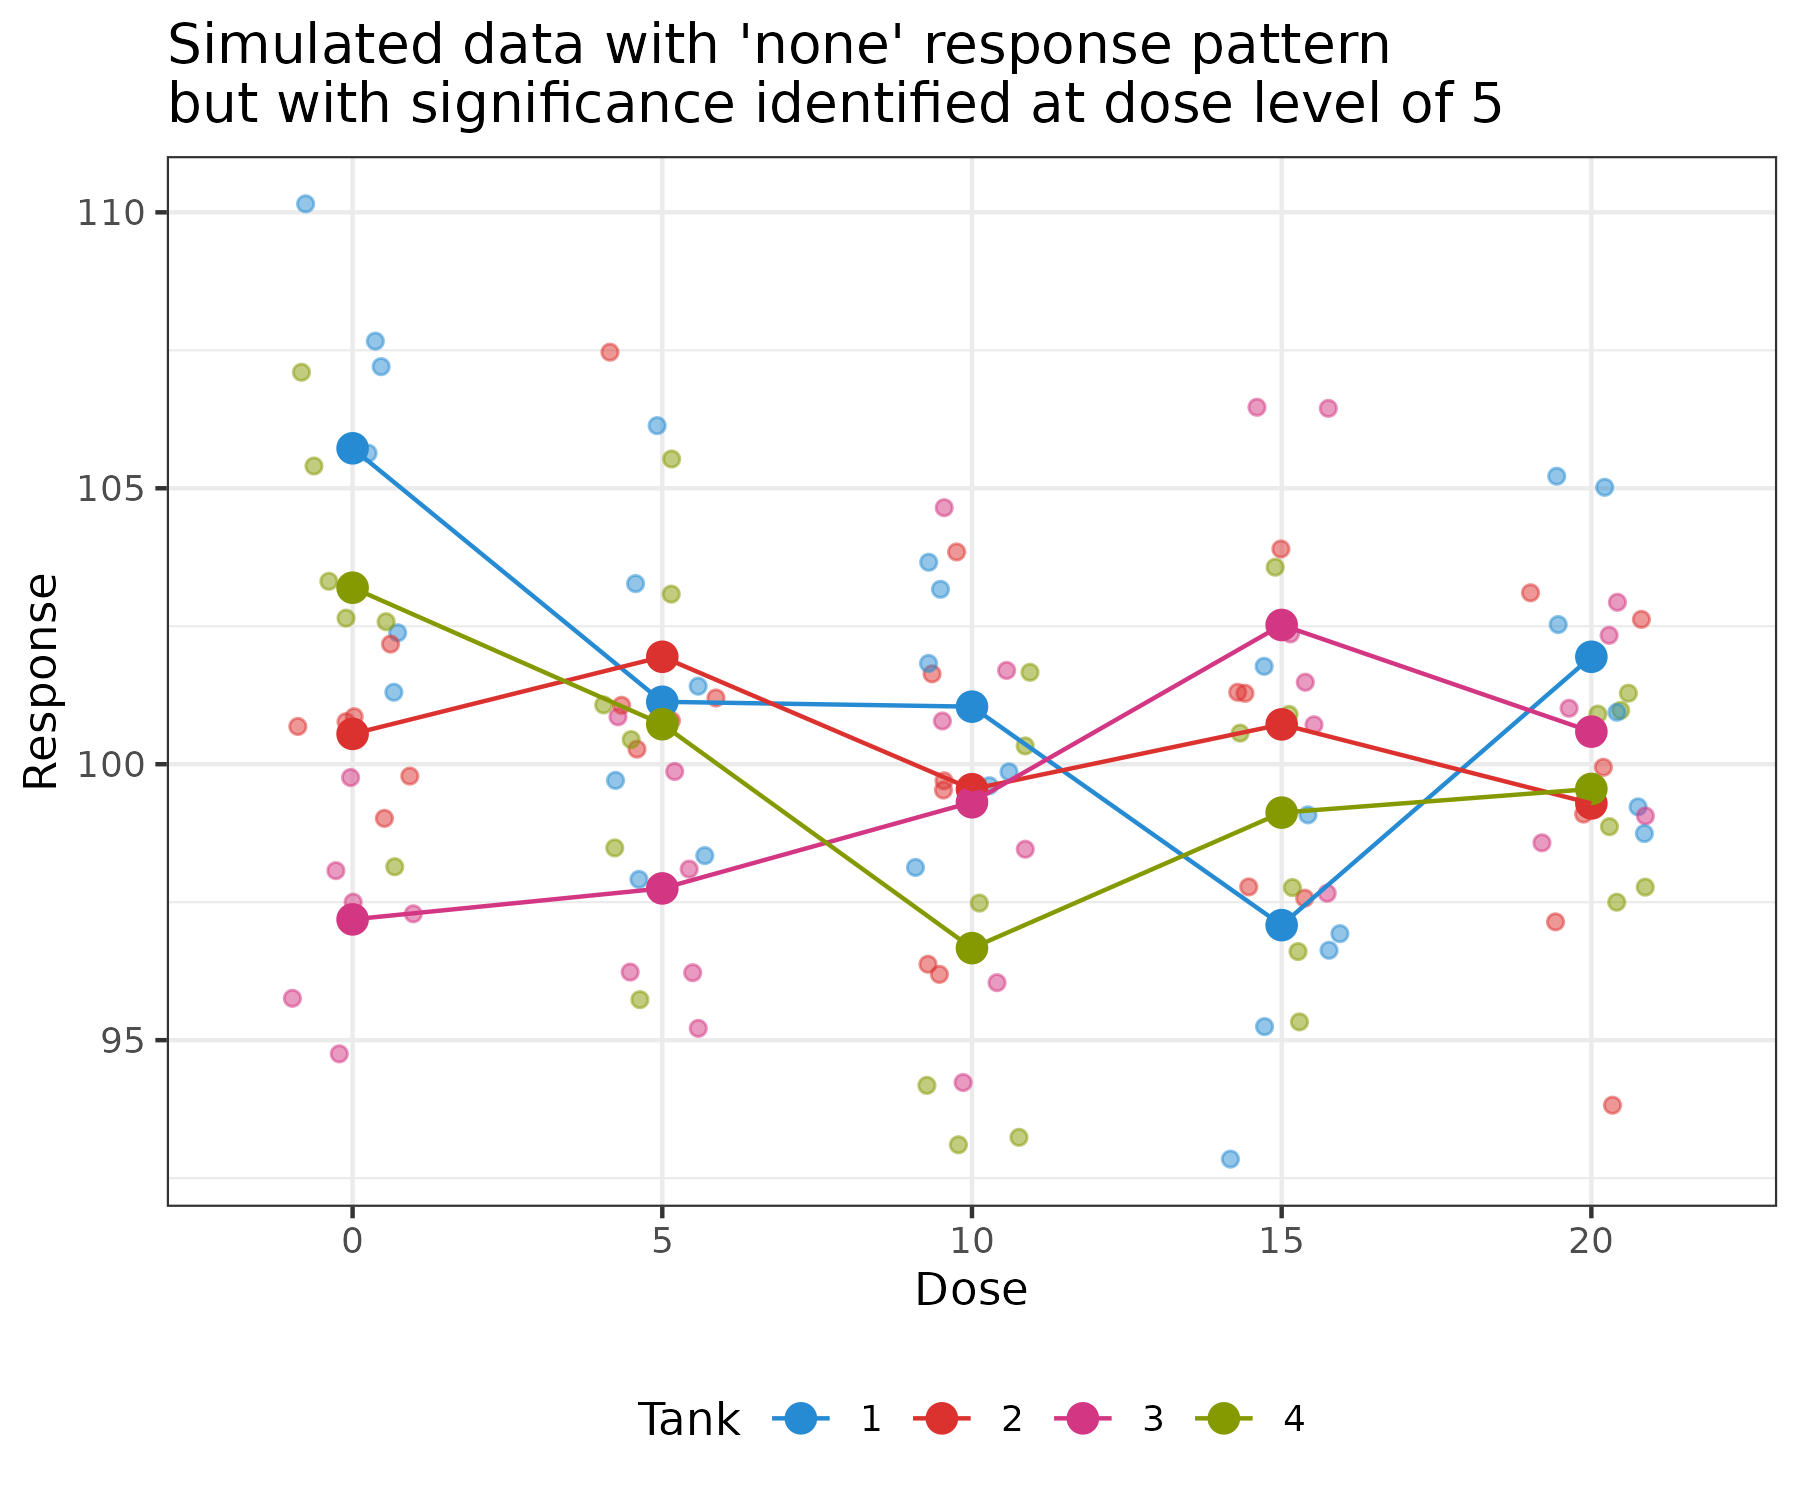 Simulated data with 'none' response pattern
but with significance identified at dose level of 5
110
105
100
95
Response
0 5 10 15 20
Dose
Tank 1 2 3 4